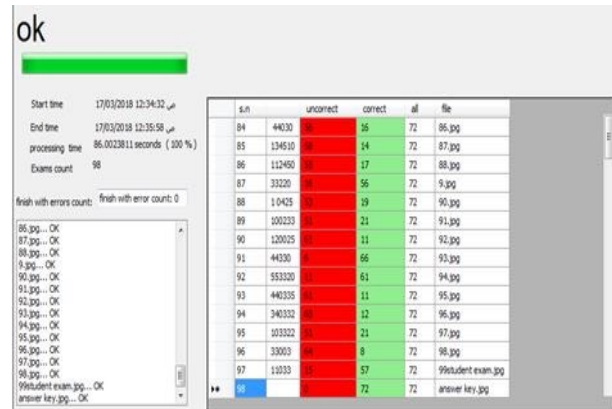 ok
Start time 17/03/2018 12:34:32 ص
End time 17/03/2018 12:35:58 ص
processing time 86.0023811 seconds ( 100 % )
Exams count 98
finish with errors count: finish with error count: 0
86.jpg... OK
87.jpg... OK
88.jpg... OK
9.jpg... OK
90.jpg... OK
91.jpg... OK
92.jpg... OK
93.jpg... OK
94.jpg... OK
95.jpg... OK
96.jpg... OK
97.jpg... OK
98.jpg... OK
99student exam.jpg... OK
answer key.jpg... OK
s.n uncorrect correct all file
84 44030 16 72 86.jpg
85 134510 14 72 87.jpg
86 112450 17 72 88.jpg
87 33220 56 72 9.jpg
88 1 0425 19 72 90.jpg
89 100233 21 72 91.jpg
90 120025 11 72 92.jpg
91 44330 66 72 93.jpg
92 553320 61 72 94.jpg
93 440335 11 72 95.jpg
94 340332 12 72 96.jpg
95 103322 21 72 97.jpg
96 33003 64 8 72 98.jpg
97 11033 15 57 72 99student exam.jpg
98 72 72 answer key.jpg